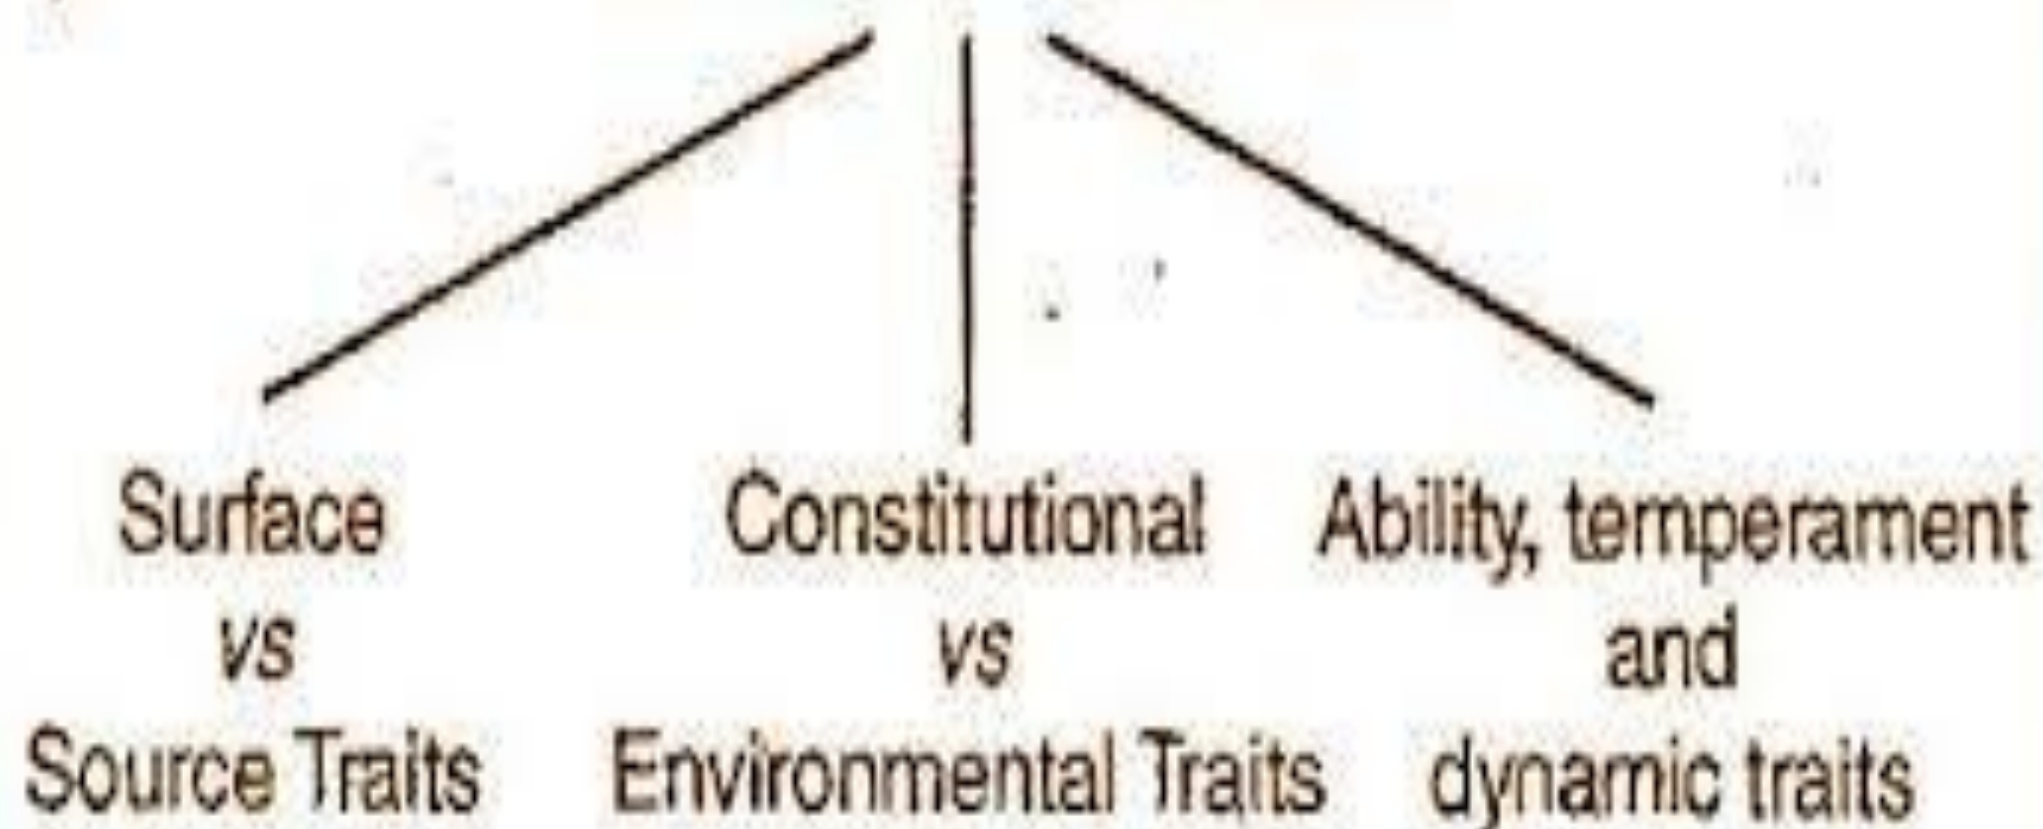 Surface
vs
Source Traits
Constitutional
vs
Environmental Traits
Ability, temperament
and
dynamic traits